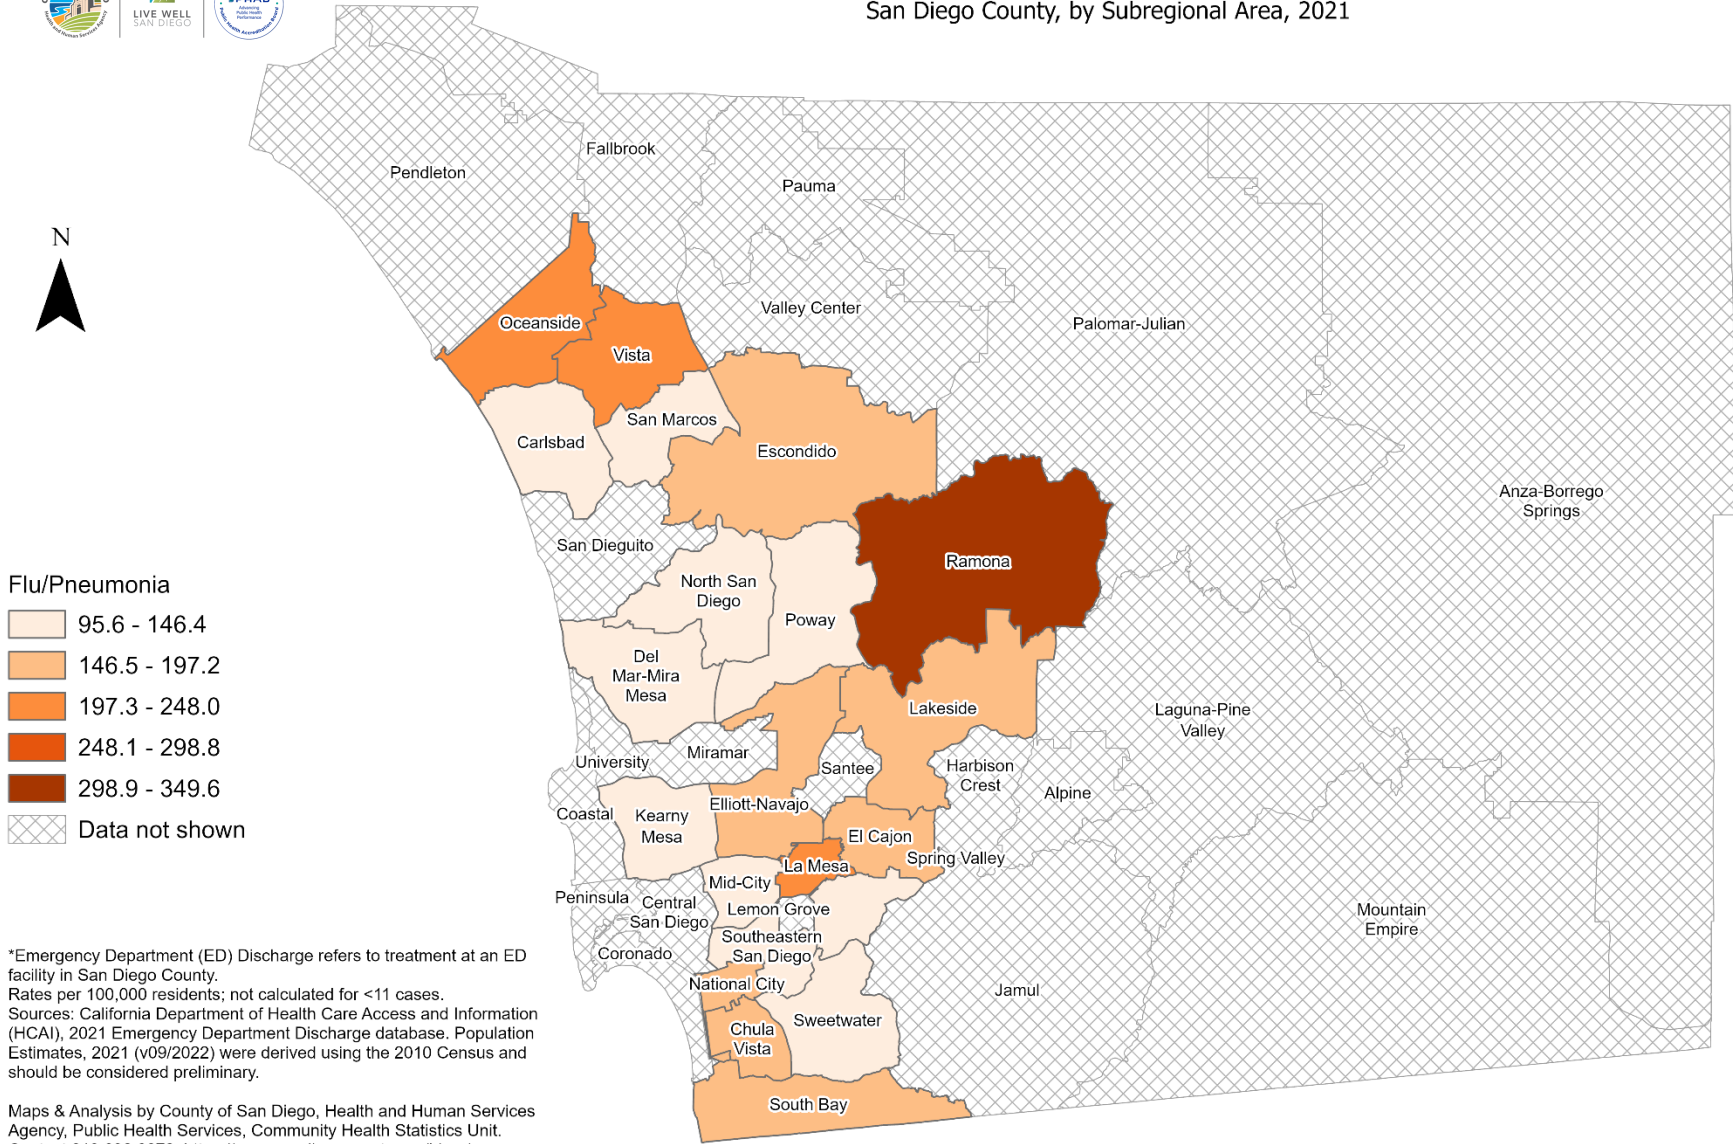 LIVE WELL
SAN DIEGO
Advancing
Public Health
Performance
San Diego County, by Subregional Area, 2021
N
Pendleton
Fallbrook
Pauma
Valley Center
Palomar-Julian
Anza-Borrego
Springs
Oceanside
Vista
San Marcos
Carlsbad
Escondido
San Dieguito
Ramona
North San
Diego
Poway
Del
Mar-Mira
Mesa
Lakeside
Laguna-Pine
Valley
University
Miramar
Santee
Harbison
Crest
Alpine
Coastal
Kearny
Mesa
Elliott-Navajo
El Cajon
Spring Valley
La Mesa
Mid-City
Peninsula
Central
San Diego
Lemon Grove
Mountain
Empire
Southeastern
San Diego
Coronado
National City
Jamul
Chula
Vista
Sweetwater
South Bay
Flu/Pneumonia
95.6 - 146.4
146.5 - 197.2
197.3 - 248.0
248.1 - 298.8
298.9 - 349.6
Data not shown
*Emergency Department (ED) Discharge refers to treatment at an ED
facility in San Diego County.
Rates per 100,000 residents; not calculated for <11 cases.
Sources: California Department of Health Care Access and Information
(HCAI), 2021 Emergency Department Discharge database. Population
Estimates, 2021 (v09/2022) were derived using the 2010 Census and
should be considered preliminary.
Maps & Analysis by County of San Diego, Health and Human Services
Agency, Public Health Services, Community Health Statistics Unit.